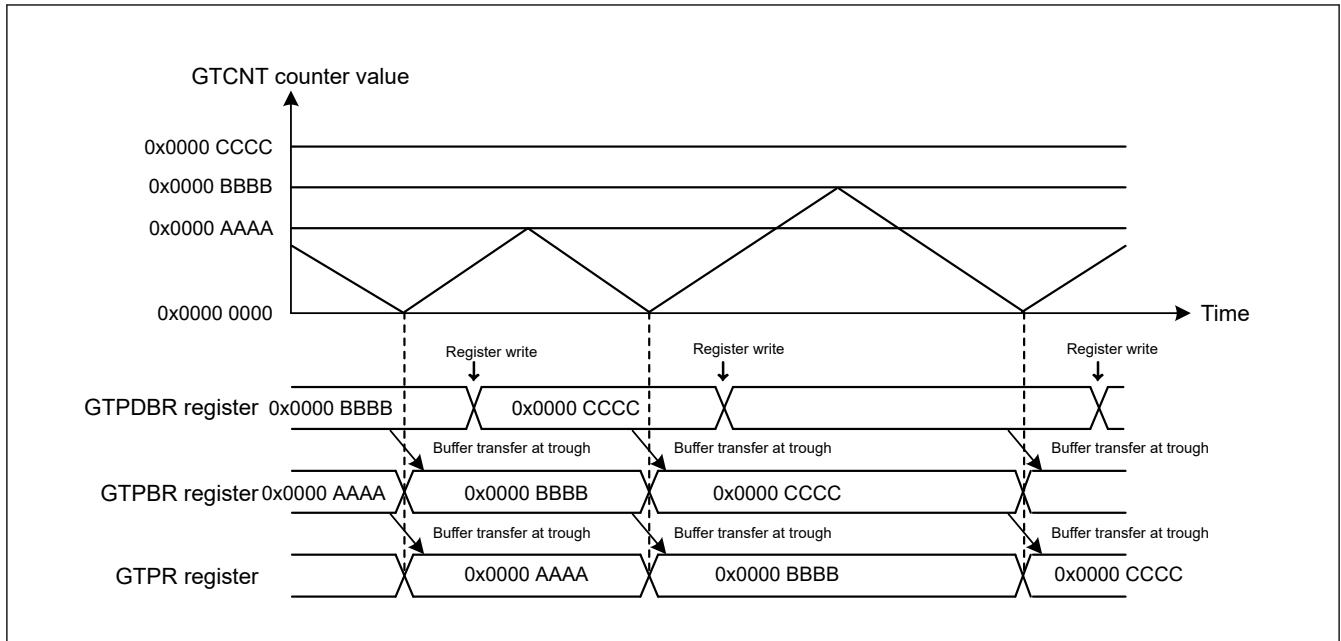 GTCNT counter value
0x0000 CCCC
0x0000 BBBB
0x0000 AAAA
0x0000 0000
Time
Register write
Register write
Register write
GTPDBR register
0x0000 BBBB
0x0000 CCCC
Buffer transfer at trough
Buffer transfer at trough
Buffer transfer at trough
GTPBR register
0x0000 AAAA
0x0000 BBBB
0x0000 CCCC
Buffer transfer at trough
Buffer transfer at trough
Buffer transfer at trough
GTPR register
0x0000 AAAA
0x0000 BBBB
0x0000 CCCC